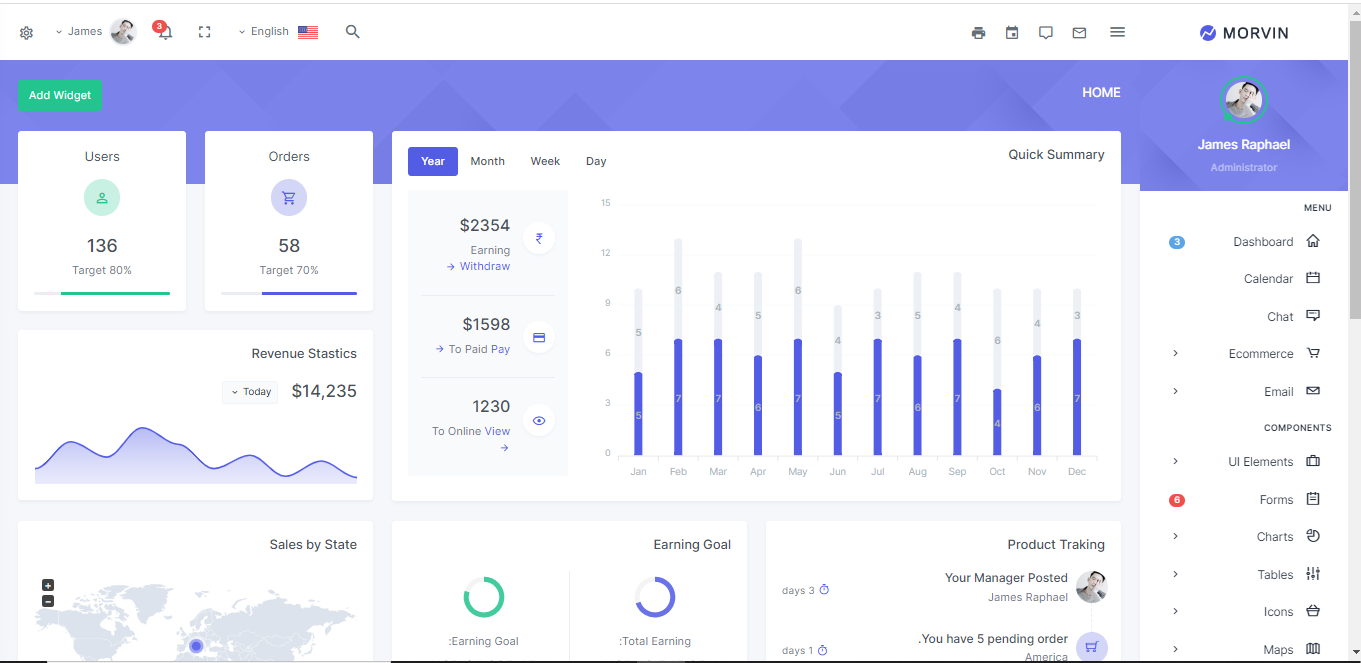 James
3
English
MORVIN
Add Widget
HOME
James Raphael
Administrator
Users
136
Target 80%
Orders
58
Target 70%
Year Month Week Day
Quick Summary
$2354
Earning
Withdraw
$1598
To Paid Pay
1230
To Online View
15
12
9
6
3
0
5 6 4 5 6 4 3 5 4 6 4 3
5 7 7 6 7 5 7 6 7 4 6 7
Jan Feb Mar Apr May Jun Jul Aug Sep Oct Nov Dec
Revenue Stastics
Today $14,235
Sales by State
+
−
Earning Goal
:Earning Goal
:Total Earning
Product Traking
Your Manager Posted
James Raphael
days 3
.You have 5 pending order
America
days 1
MENU
3 Dashboard
Calendar
Chat
Ecommerce
Email
COMPONENTS
UI Elements
6 Forms
Charts
Tables
Icons
Maps